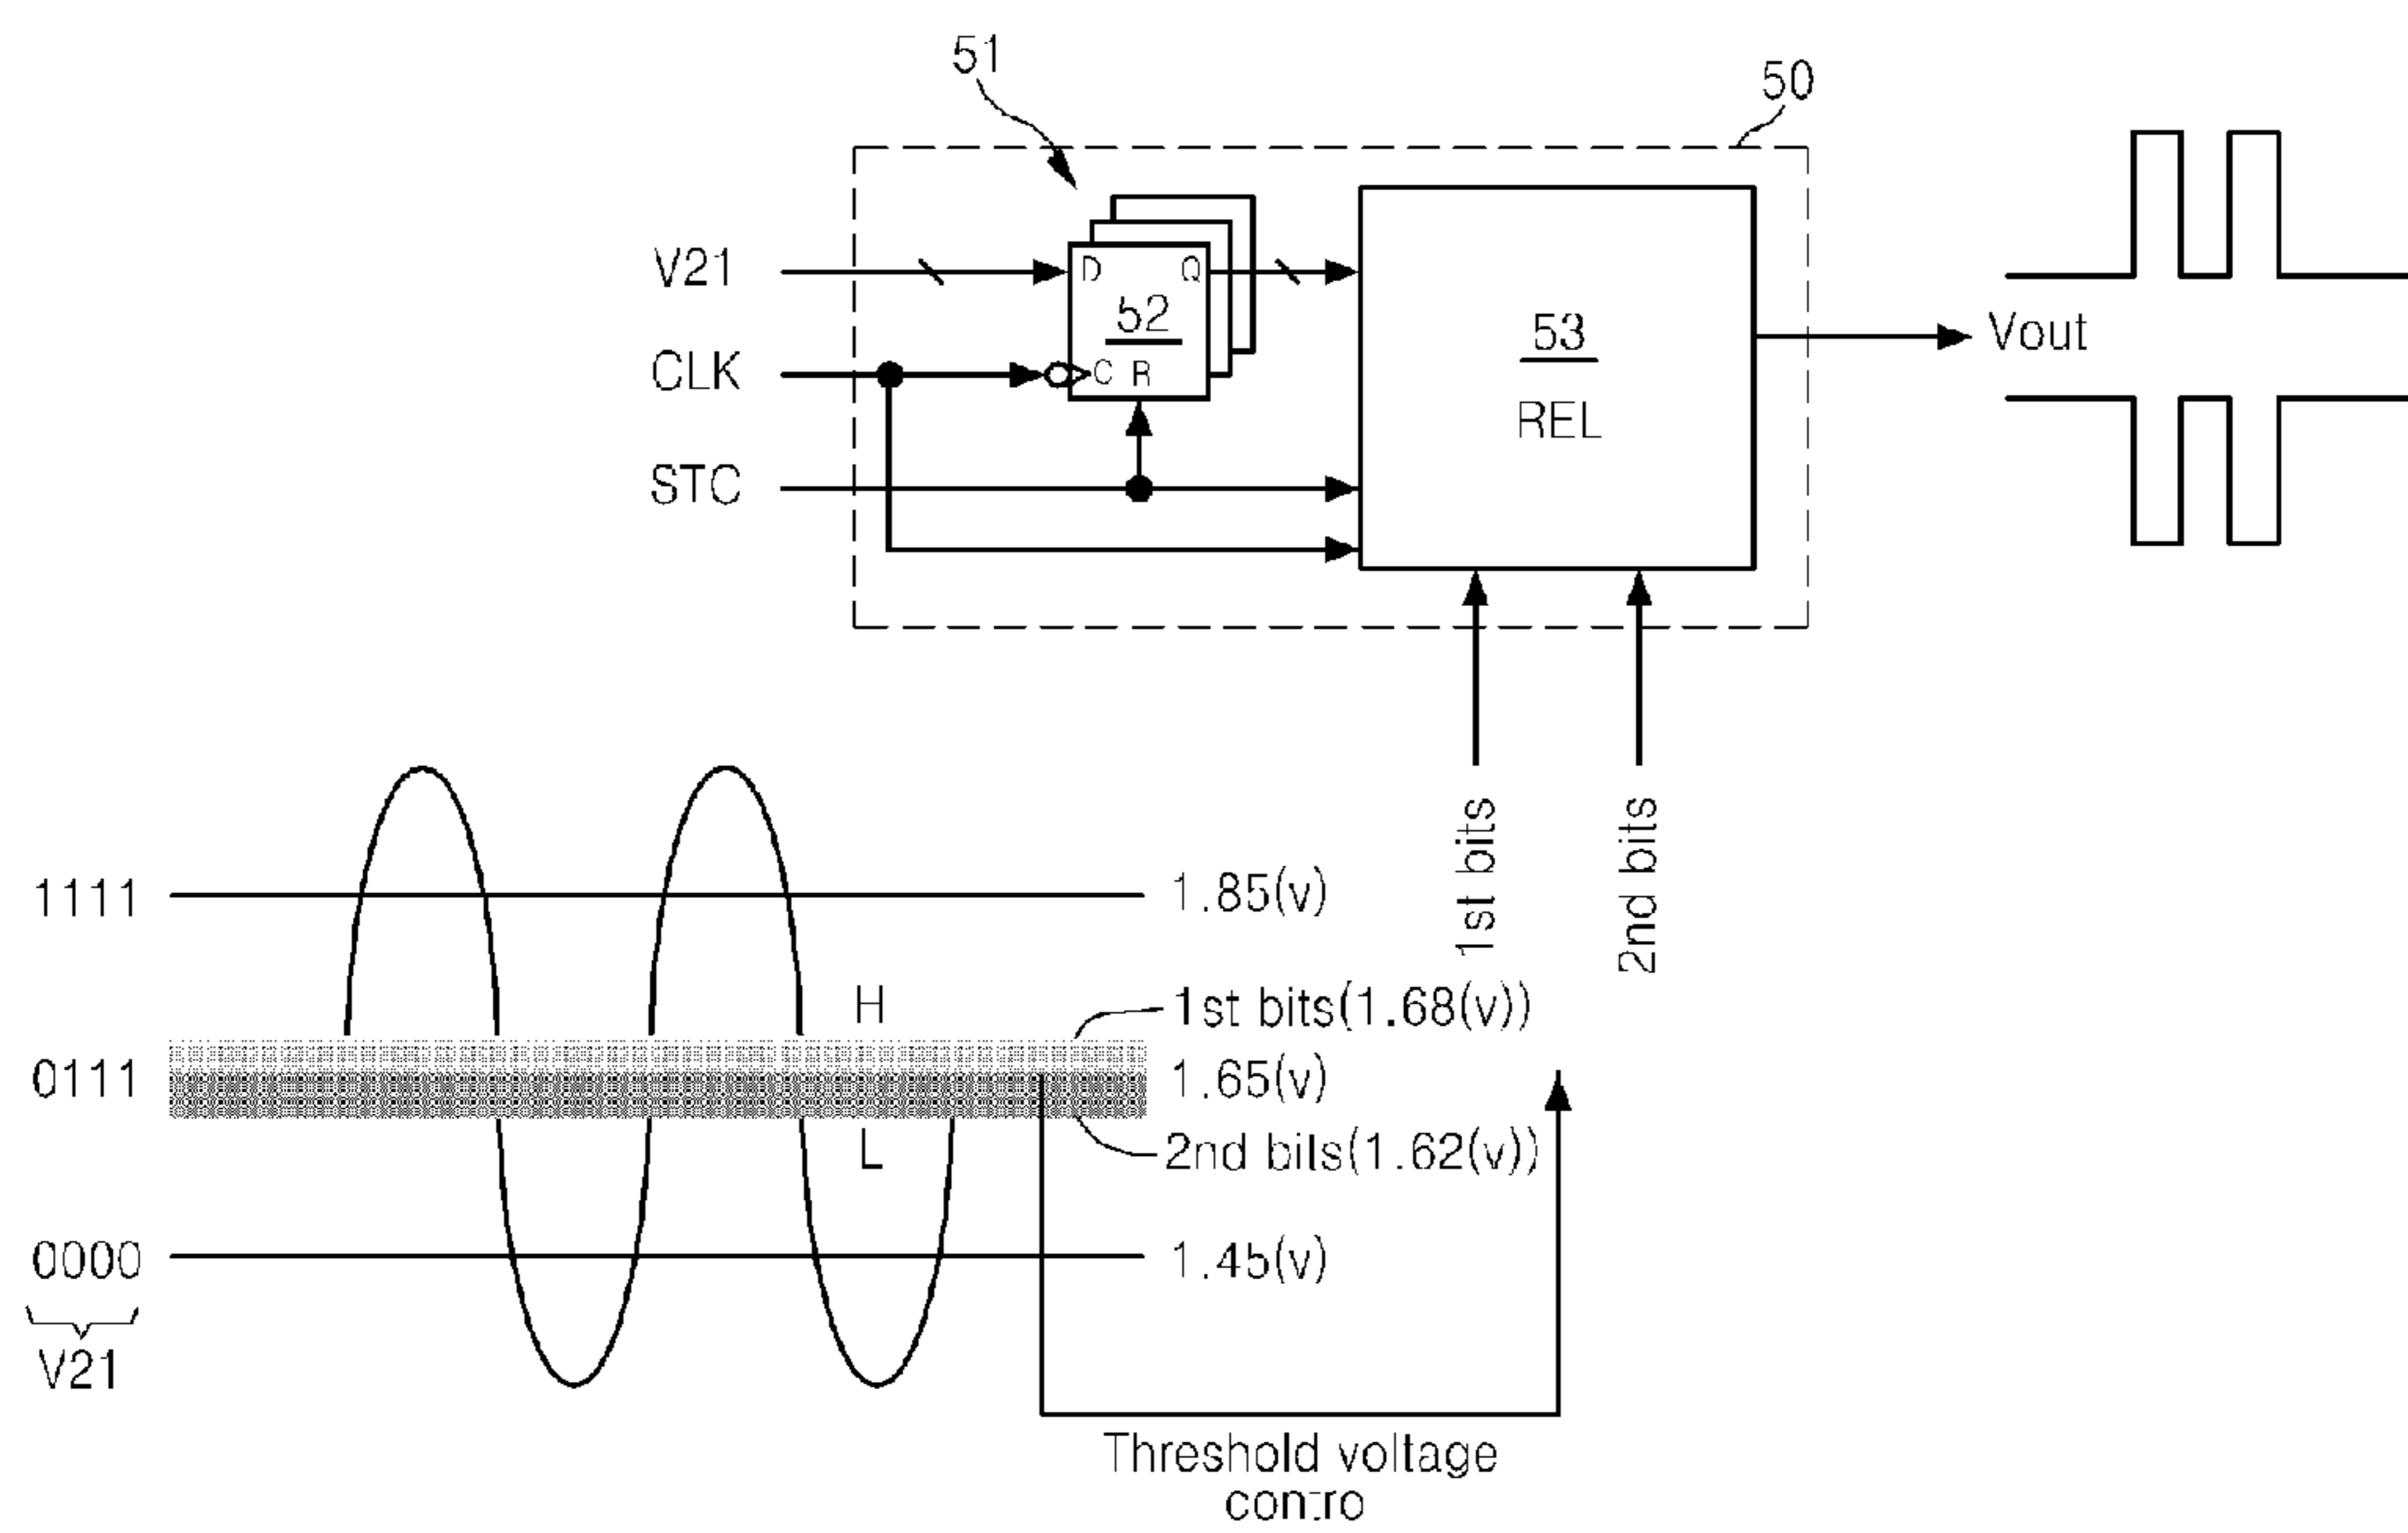 51
50
V21
D
Q
52
CLK
C
R
53
REL
Vout
STC
1st bits
2nd bits
1111
1.85(v)
H
1st bits(1.68(v))
0111
1.65(v)
L
2nd bils(1.62(v))
0000
1.45(v)
V21
Threshold voltage
contro